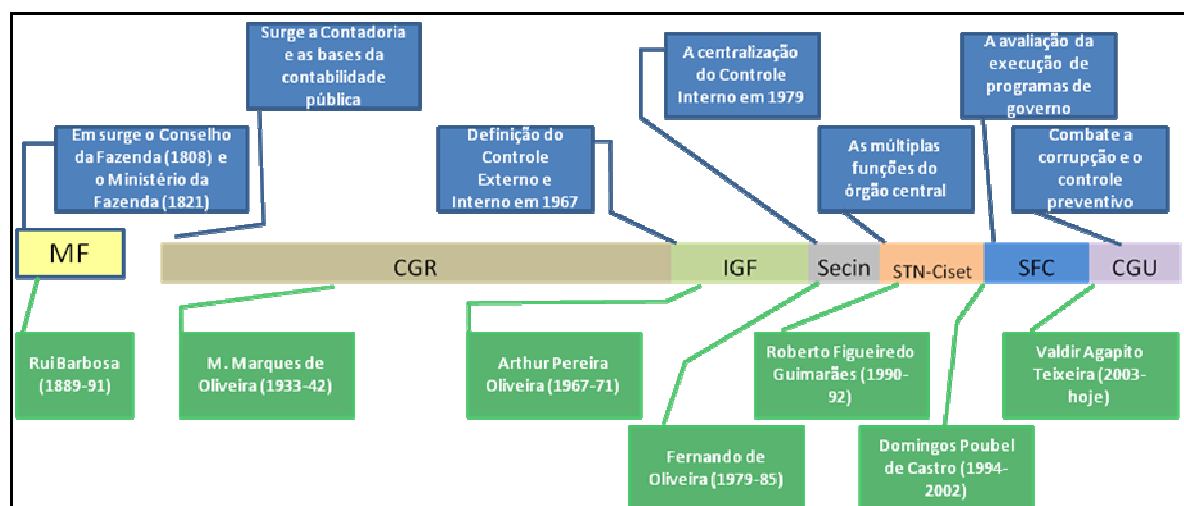 Surge a Contadoria
e as bases da
contabilidade
pública
Em surge o Conselho
da Fazenda (1808) e
o Ministério da
Fazenda (1821)
Definição do
Controle
Externo e
Interno em 1967
A centralização
do Controle
Interno em 1979
As múltiplas
funções do
órgão central
A avaliação da
execução de
programas de
governo
Combate a
corrupção e o
controle
preventivo
MF
CGR
IGF
Secin
STN-Ciset
SFC
CGU
Rui Barbosa
(1889-91)
M. Marques de
Oliveira (1933-42)
Arthur Pereira
Oliveira (1967-71)
Fernando de
Oliveira (1979-85)
Roberto Figueiredo
Guimarães (1990-
92)
Domingos Poubel
de Castro (1994-
2002)
Valdir Agapito
Teixeira (2003-
hoje)